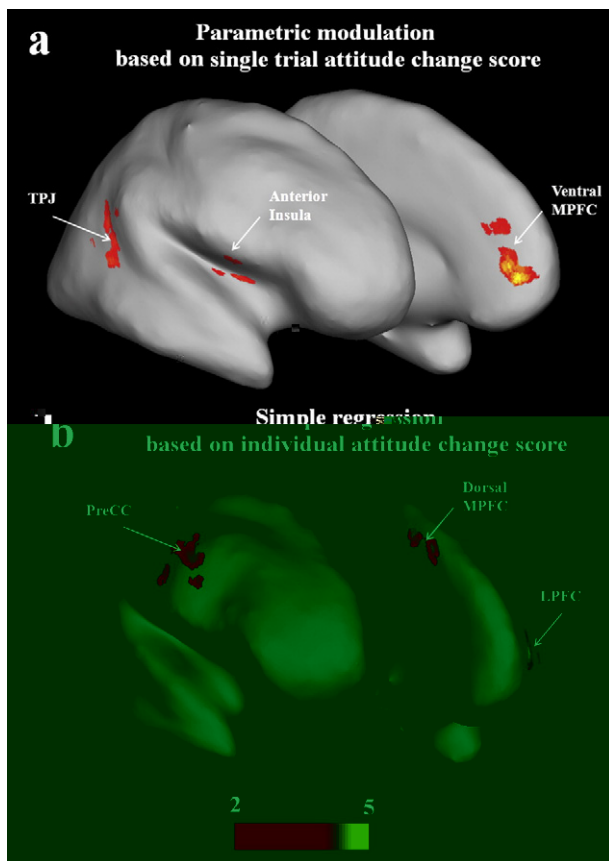 a
Parametric modulation
based on single trial attitude change score
TPJ
Anterior
Insula
Ventral
MPFC
b
Simple regression
based on individual attitude change score
PreCC
Dorsal
MPFC
LPFC
2 5